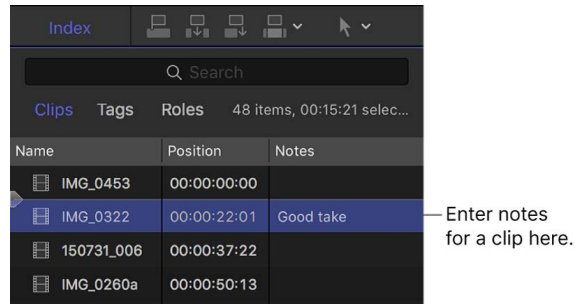 Index
Search
Clips Tags Roles 48 items, 00:15:21 selec...
Name Position Notes
IMG_0453 00:00:00:00
IMG_0322 00:00:22:01 Good take
150731_006 00:00:37:22
IMG_0260a 00:00:50:13
Enter notes
for a clip here.